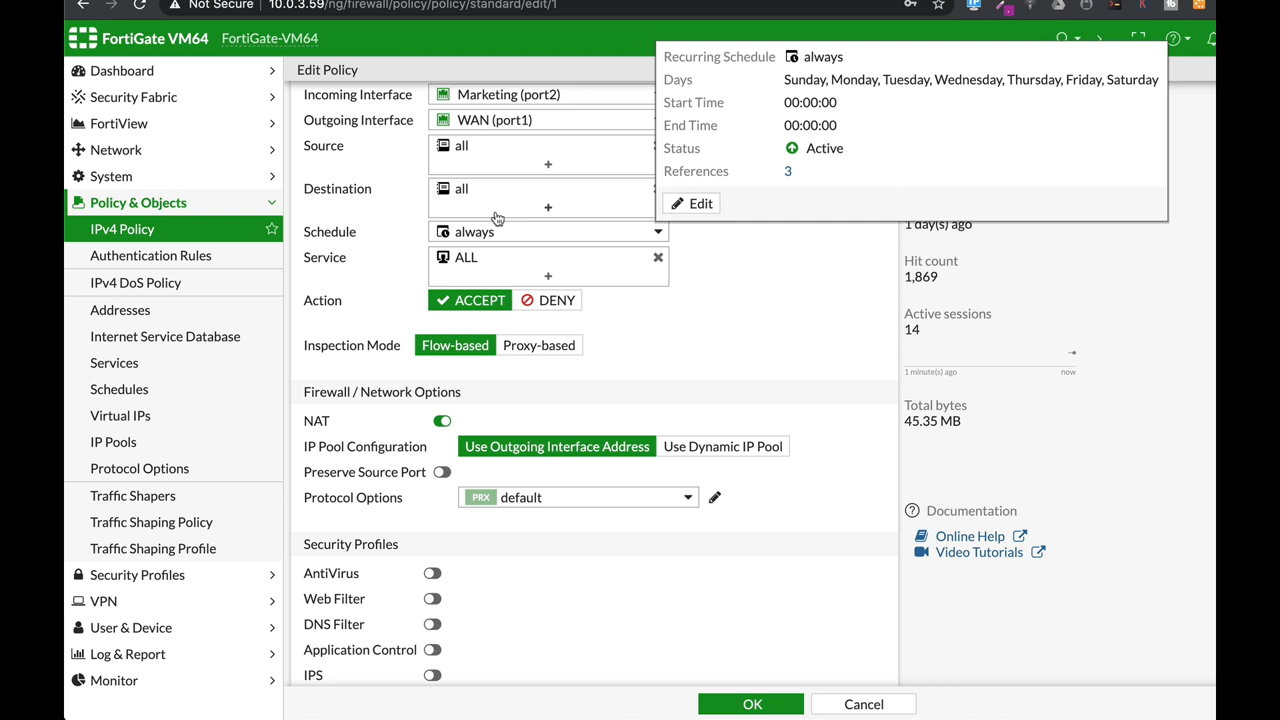 Not Secure | 10.0.3.59/ng/firewall/policy/policy/standard/edit/1
FortiGate VM64 FortiGate-VM64
Dashboard
Security Fabric
FortiView
Network
System
Policy & Objects
IPv4 Policy
Authentication Rules
IPv4 DoS Policy
Addresses
Internet Service Database
Services
Schedules
Virtual IPs
IP Pools
Protocol Options
Traffic Shapers
Traffic Shaping Policy
Traffic Shaping Profile
Security Profiles
VPN
User & Device
Log & Report
Monitor
Edit Policy
Incoming Interface Marketing (port2)
Outgoing Interface WAN (port1)
Source all
+
Destination all
+
Schedule always
Service ALL
+
Action ACCEPT DENY
Inspection Mode Flow-based Proxy-based
Firewall / Network Options
NAT
IP Pool Configuration Use Outgoing Interface Address Use Dynamic IP Pool
Preserve Source Port
Protocol Options PRX default
Security Profiles
AntiVirus
Web Filter
DNS Filter
Application Control
IPS
OK Cancel
Recurring Schedule always
Days Sunday, Monday, Tuesday, Wednesday, Thursday, Friday, Saturday
Start Time 00:00:00
End Time 00:00:00
Status Active
References 3
Edit
1 day(s) ago
Hit count
1,869
Active sessions
14
1 minute(s) ago now
Total bytes
45.35 MB
Documentation
Online Help
Video Tutorials